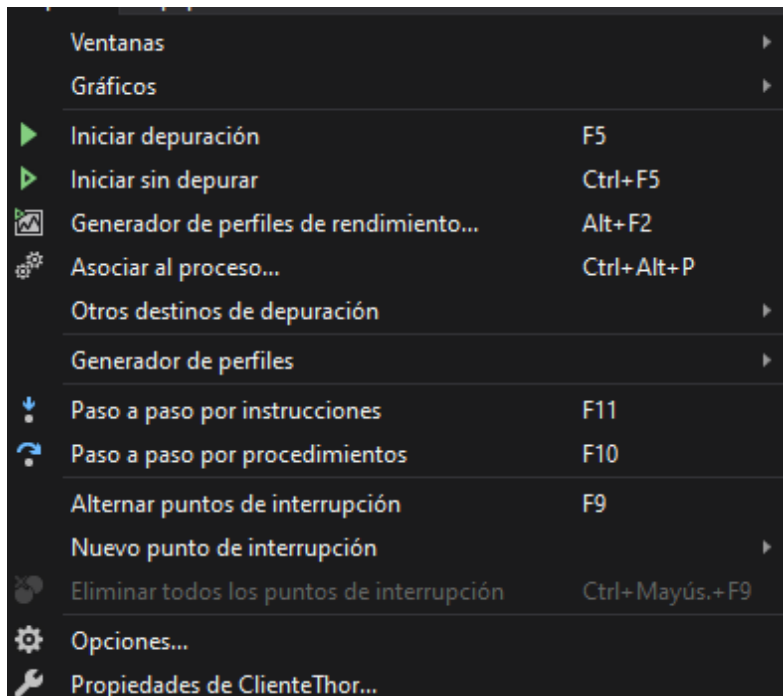 Ventanas
Gráficos
Iniciar depuración F5
Iniciar sin depurar Ctrl+F5
Generador de perfiles de rendimiento... Alt+F2
Asociar al proceso... Ctrl+Alt+P
Otros destinos de depuración
Generador de perfiles
Paso a paso por instrucciones F11
Paso a paso por procedimientos F10
Alternar puntos de interrupción F9
Nuevo punto de interrupción
Eliminar todos los puntos de interrupción Ctrl+Mayús.+F9
Opciones...
Propiedades de ClienteThor...